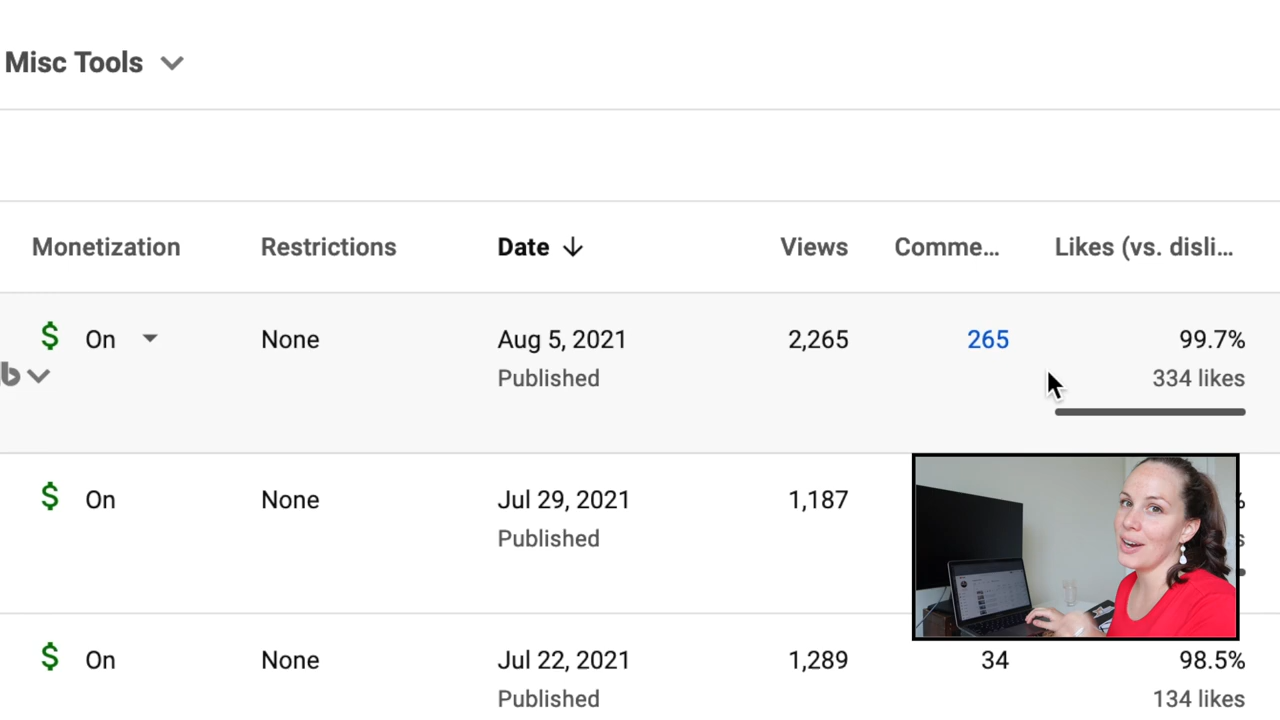 Misc Tools
Monetization Restrictions Date Views Comme... Likes (vs. disli...
$ On None Aug 5, 2021 2,265 265 99.7%
b Published 334 likes
$ On None Jul 29, 2021 1,187
Published
$ On None Jul 22, 2021 1,289 34 98.5%
Published 134 likes